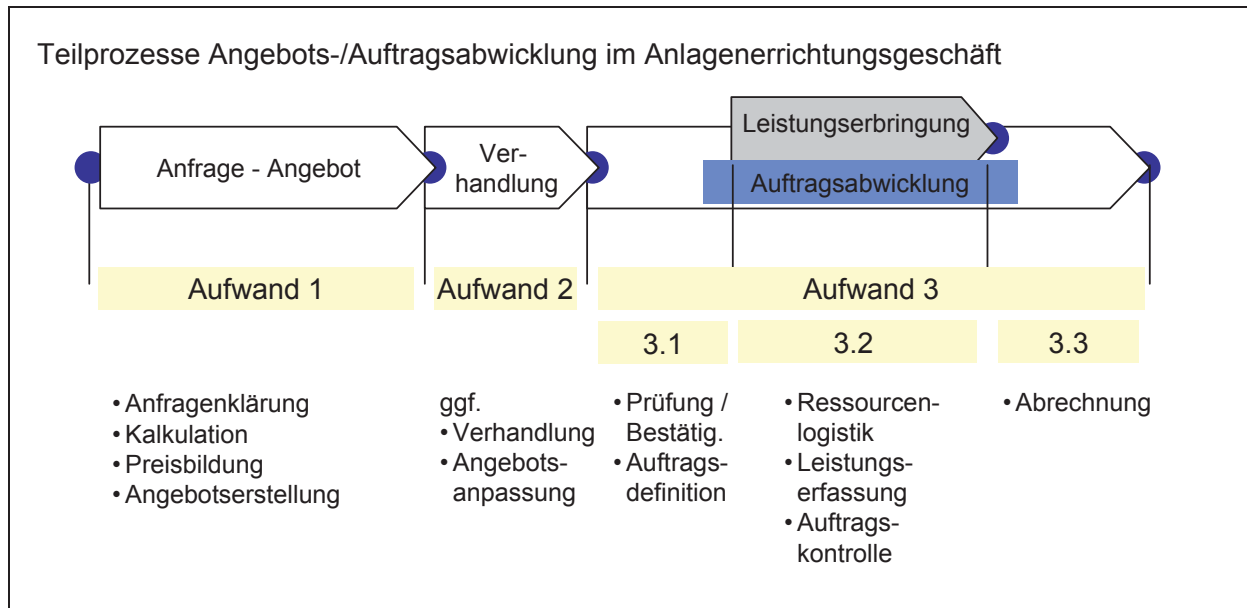 Teilprozesse Angebots-/Auftragsabwicklung im Anlagenerrichtungsgeschäft
Anfrage - Angebot
Ver-
handlung
Leistungserbringung
Auftragsabwicklung
Aufwand 1
Aufwand 2
Aufwand 3
3.1
3.2
3.3
• Anfragenklärung
• Kalkulation
• Preisbildung
• Angebotserstellung
ggf.
• Verhandlung
• Angebots-
anpassung
• Prüfung /
Bestätig.
• Auftrags-
definition
• Ressourcen-
logistik
• Leistungs-
erfassung
• Auftrags-
kontrolle
• Abrechnung